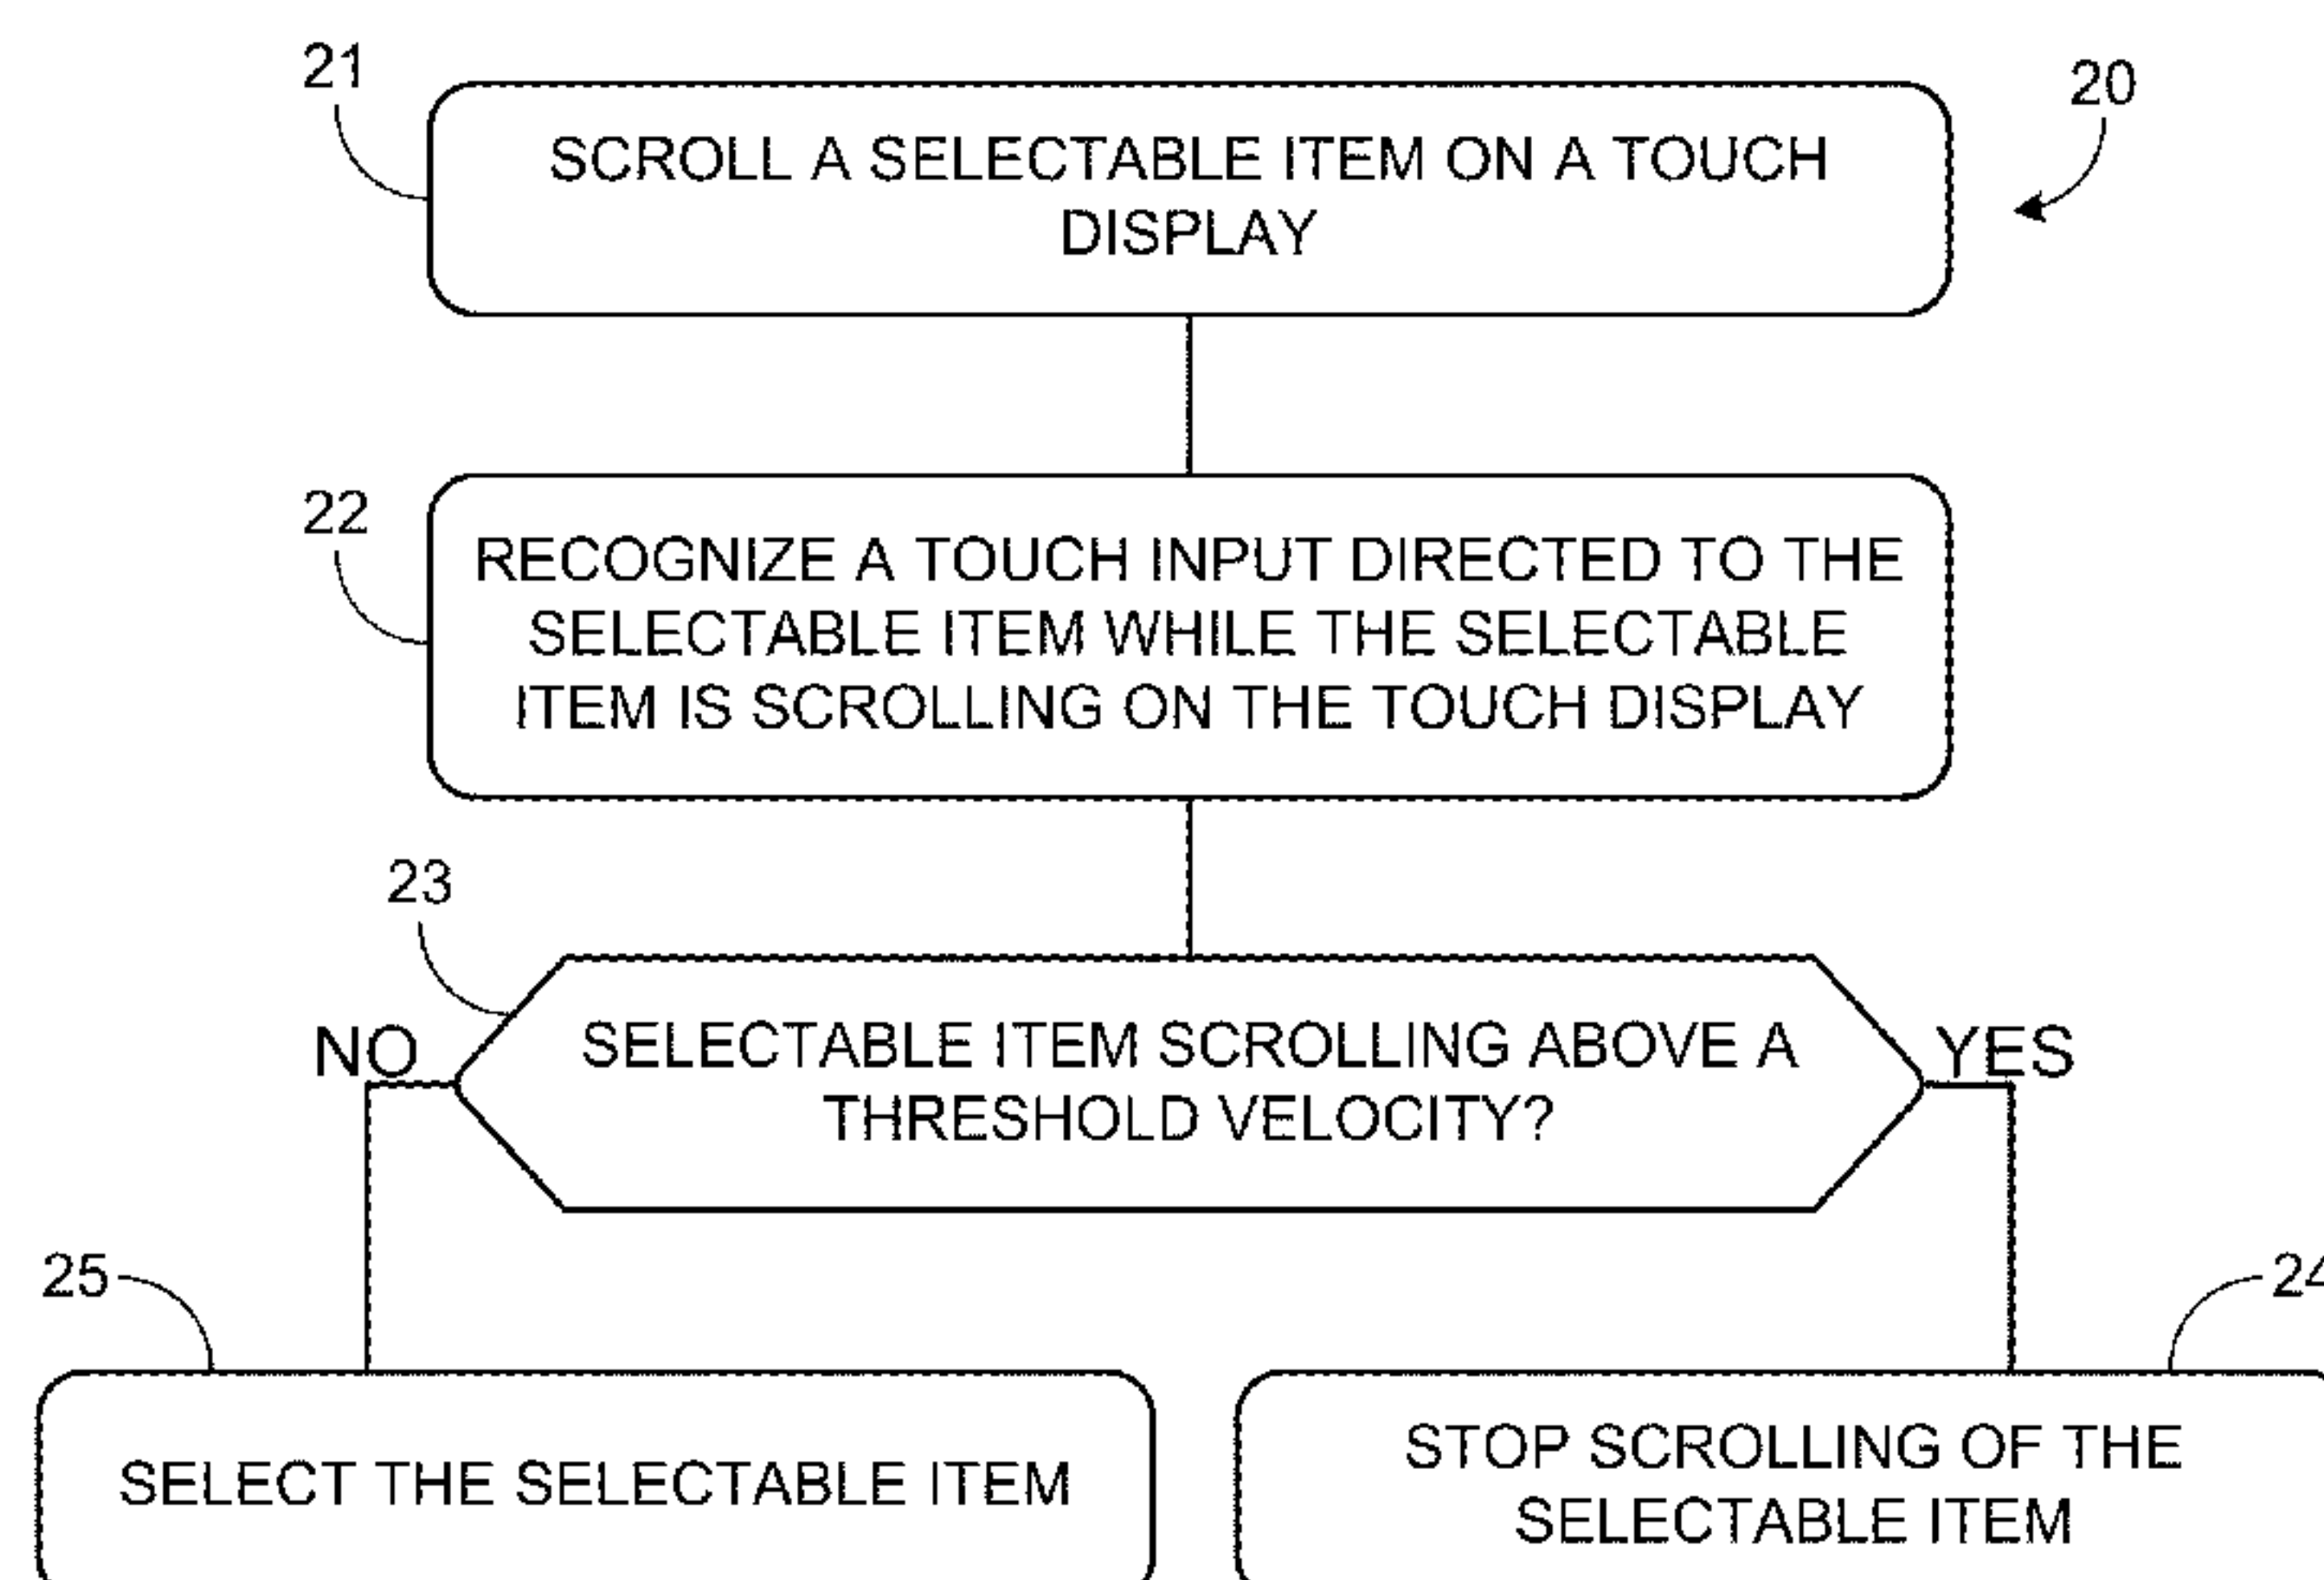 21
20
SCROLL A SELECTABLE ITEM ON A TOUCH
DISPLAY
22
RECOGNIZE A TOUCH INPUT DIRECTED TO THE
SELECTABLE ITEM WHILE THE SELECTABLE
ITEM IS SCROLLING ON THE TOUCH DISPLAY
23
NO
SELECTABLE ITEM SCROLLING ABOVE A
THRESHOLD VELOCITY?
YES
25
24
SELECT THE SELECTABLE ITEM
STOP SCROLLING OF THE
SELECTABLE ITEM